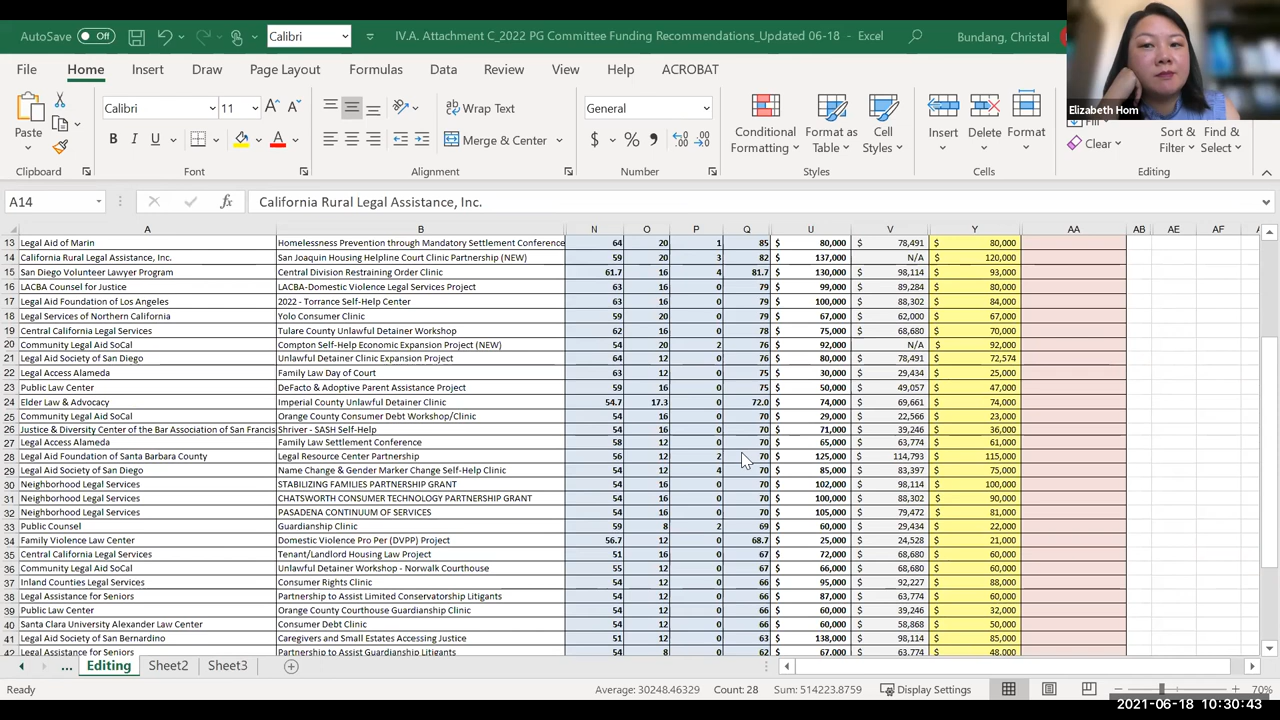 AutoSave Off Calibri IV.A. Attachment C_2022 PG Committee Funding Recommendations_Updated 06-18 - Excel Bundang, Christal
File Home Insert Draw Page Layout Formulas Data Review View Help ACROBAT
Elizabeth Hom
Paste Calibri 11 A A Wrap Text General Conditional Formatting Format as Table Cell Styles Insert Delete Format Fill Sort & Filter Find & Select
B I U A Merge & Center $ % , Clear
Clipboard Font Alignment Number Styles Cells Editing
A14 fx California Rural Legal Assistance, Inc.
A B N O P Q U V Y AA AB AE AF
13 Legal Aid of Marin Homelessness Prevention through Mandatory Settlement Conference 64 20 1 85 $ 80,000 $ 78,491 $ 80,000
14 California Rural Legal Assistance, Inc. San Joaquin Housing Helpline Court Clinic Partnership (NEW) 59 20 3 82 $ 137,000 N/A $ 120,000
15 San Diego Volunteer Lawyer Program Central Division Restraining Order Clinic 61.7 16 4 81.7 $ 130,000 $ 98,114 $ 93,000
16 LACBA Counsel for Justice LACBA-Domestic Violence Legal Services Project 63 16 0 79 $ 99,000 $ 89,284 $ 80,000
17 Legal Aid Foundation of Los Angeles 2022 - Torrance Self-Help Center 63 16 0 79 $ 100,000 $ 88,302 $ 84,000
18 Legal Services of Northern California Yolo Consumer Clinic 59 20 0 79 $ 67,000 $ 62,000 $ 67,000
19 Central California Legal Services Tulare County Unlawful Detainer Workshop 62 16 0 78 $ 75,000 $ 68,680 $ 70,000
20 Community Legal Aid SoCal Compton Self-Help Economic Expansion Project (NEW) 54 20 2 76 $ 92,000 N/A $ 92,000
21 Legal Aid Society of San Diego Unlawful Detainer Clinic Expansion Project 64 12 0 76 $ 80,000 $ 78,491 $ 72,574
22 Legal Access Alameda Family Law Day of Court 63 12 0 75 $ 30,000 $ 29,434 $ 25,000
23 Public Law Center DeFacto & Adoptive Parent Assistance Project 59 16 0 75 $ 50,000 $ 49,057 $ 47,000
24 Elder Law & Advocacy Imperial County Unlawful Detainer Clinic 54.7 17.3 0 72.0 $ 74,000 $ 69,661 $ 74,000
25 Community Legal Aid SoCal Orange County Consumer Debt Workshop/Clinic 54 16 0 70 $ 29,000 $ 22,566 $ 23,000
26 Justice & Diversity Center of the Bar Association of San Francis Shriver - SASH Self-Help 54 16 0 70 $ 71,000 $ 39,246 $ 36,000
27 Legal Access Alameda Family Law Settlement Conference 58 12 0 70 $ 65,000 $ 63,774 $ 61,000
28 Legal Aid Foundation of Santa Barbara County Legal Resource Center Partnership 56 12 2 70 $ 125,000 $ 114,793 $ 115,000
29 Legal Aid Society of San Diego Name Change & Gender Marker Change Self-Help Clinic 54 12 4 70 $ 85,000 $ 83,397 $ 75,000
30 Neighborhood Legal Services STABILIZING FAMILIES PARTNERSHIP GRANT 54 16 0 70 $ 102,000 $ 98,114 $ 100,000
31 Neighborhood Legal Services CHATSWORTH CONSUMER TECHNOLOGY PARTNERSHIP GRANT 54 16 0 70 $ 100,000 $ 88,302 $ 90,000
32 Neighborhood Legal Services PASADENA CONTINUUM OF SERVICES 54 16 0 70 $ 105,000 $ 79,472 $ 81,000
33 Public Counsel Guardianship Clinic 59 8 2 69 $ 60,000 $ 29,434 $ 22,000
34 Family Violence Law Center Domestic Violence Pro Per (DVPP) Project 56.7 12 0 68.7 $ 25,000 $ 24,528 $ 21,000
35 Central California Legal Services Tenant/Landlord Housing Law Project 51 16 0 67 $ 72,000 $ 68,680 $ 60,000
36 Community Legal Aid SoCal Unlawful Detainer Workshop - Norwalk Courthouse 55 12 0 67 $ 66,000 $ 68,680 $ 60,000
37 Inland Counties Legal Services Consumer Rights Clinic 54 12 0 66 $ 95,000 $ 92,227 $ 88,000
38 Legal Assistance for Seniors Partnership to Assist Limited Conservatorship Litigants 54 12 0 66 $ 87,000 $ 63,774 $ 60,000
39 Public Law Center Orange County Courthouse Guardianship Clinic 54 12 0 66 $ 60,000 $ 39,246 $ 32,000
40 Santa Clara University Alexander Law Center Consumer Debt Clinic 54 12 0 66 $ 60,000 $ 58,868 $ 50,000
41 Legal Aid Society of San Bernardino Caregivers and Small Estates Accessing Justice 51 12 0 63 $ 138,000 $ 98,114 $ 85,000
42 Legal Assistance for Seniors Partnership to Assist Guardianship Litigants 54 8 0 62 $ 67,000 $ 63,774 $ 48,000
... Editing Sheet2 Sheet3
Ready Average: 30248.46329 Count: 28 Sum: 514223.8759 Display Settings 70%
2021-06-18 10:30:43